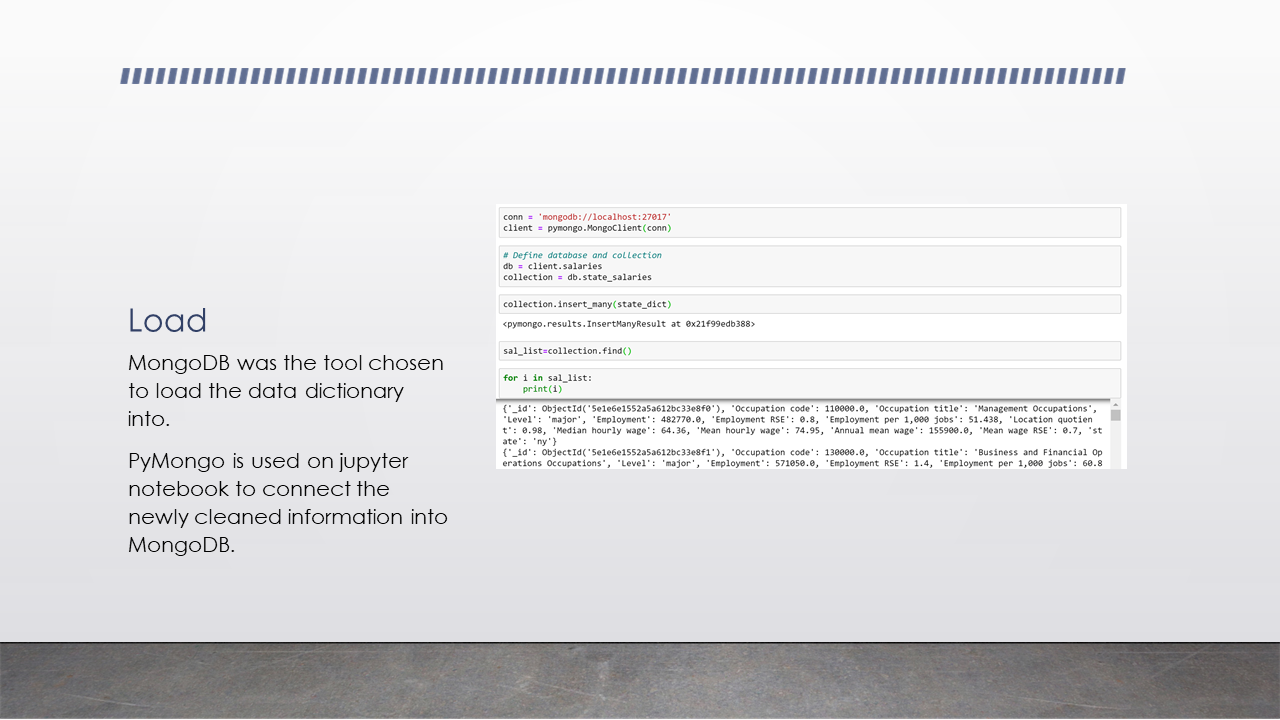 Load
MongoDB was the tool chosen
to load the data dictionary
into.
PyMongo is used on jupyter
notebook to connect the
newly cleaned information into
MongoDB.
conn = 'mongodb://localhost:27017'
client = pymongo.MongoClient(conn)
# Define database and collection
db = client.salaries
collection = db.state_salaries
collection.insert_many(state_dict)
<pymongo.results.InsertManyResult at 0x21f99edb388>
sal_list=collection.find()
for i in sal_list:
    print(i)
{'_id': ObjectId('5e1e6e1552a5a612bc33e8f0'), 'Occupation code': 110000.0, 'Occupation title': 'Management Occupations',
'Level': 'major', 'Employment': 482770.0, 'Employment RSE': 0.8, 'Employment per 1,000 jobs': 51.438, 'Location quotien
t': 0.98, 'Median hourly wage': 64.36, 'Mean hourly wage': 74.95, 'Annual mean wage': 155900.0, 'Mean wage RSE': 0.7, 'st
ate': 'ny'}
{'_id': ObjectId('5e1e6e1552a5a612bc33e8f1'), 'Occupation code': 130000.0, 'Occupation title': 'Business and Financial Op
erations Occupations', 'Level': 'major', 'Employment': 571050.0, 'Employment RSE': 1.4, 'Employment per 1,000 jobs': 60.8